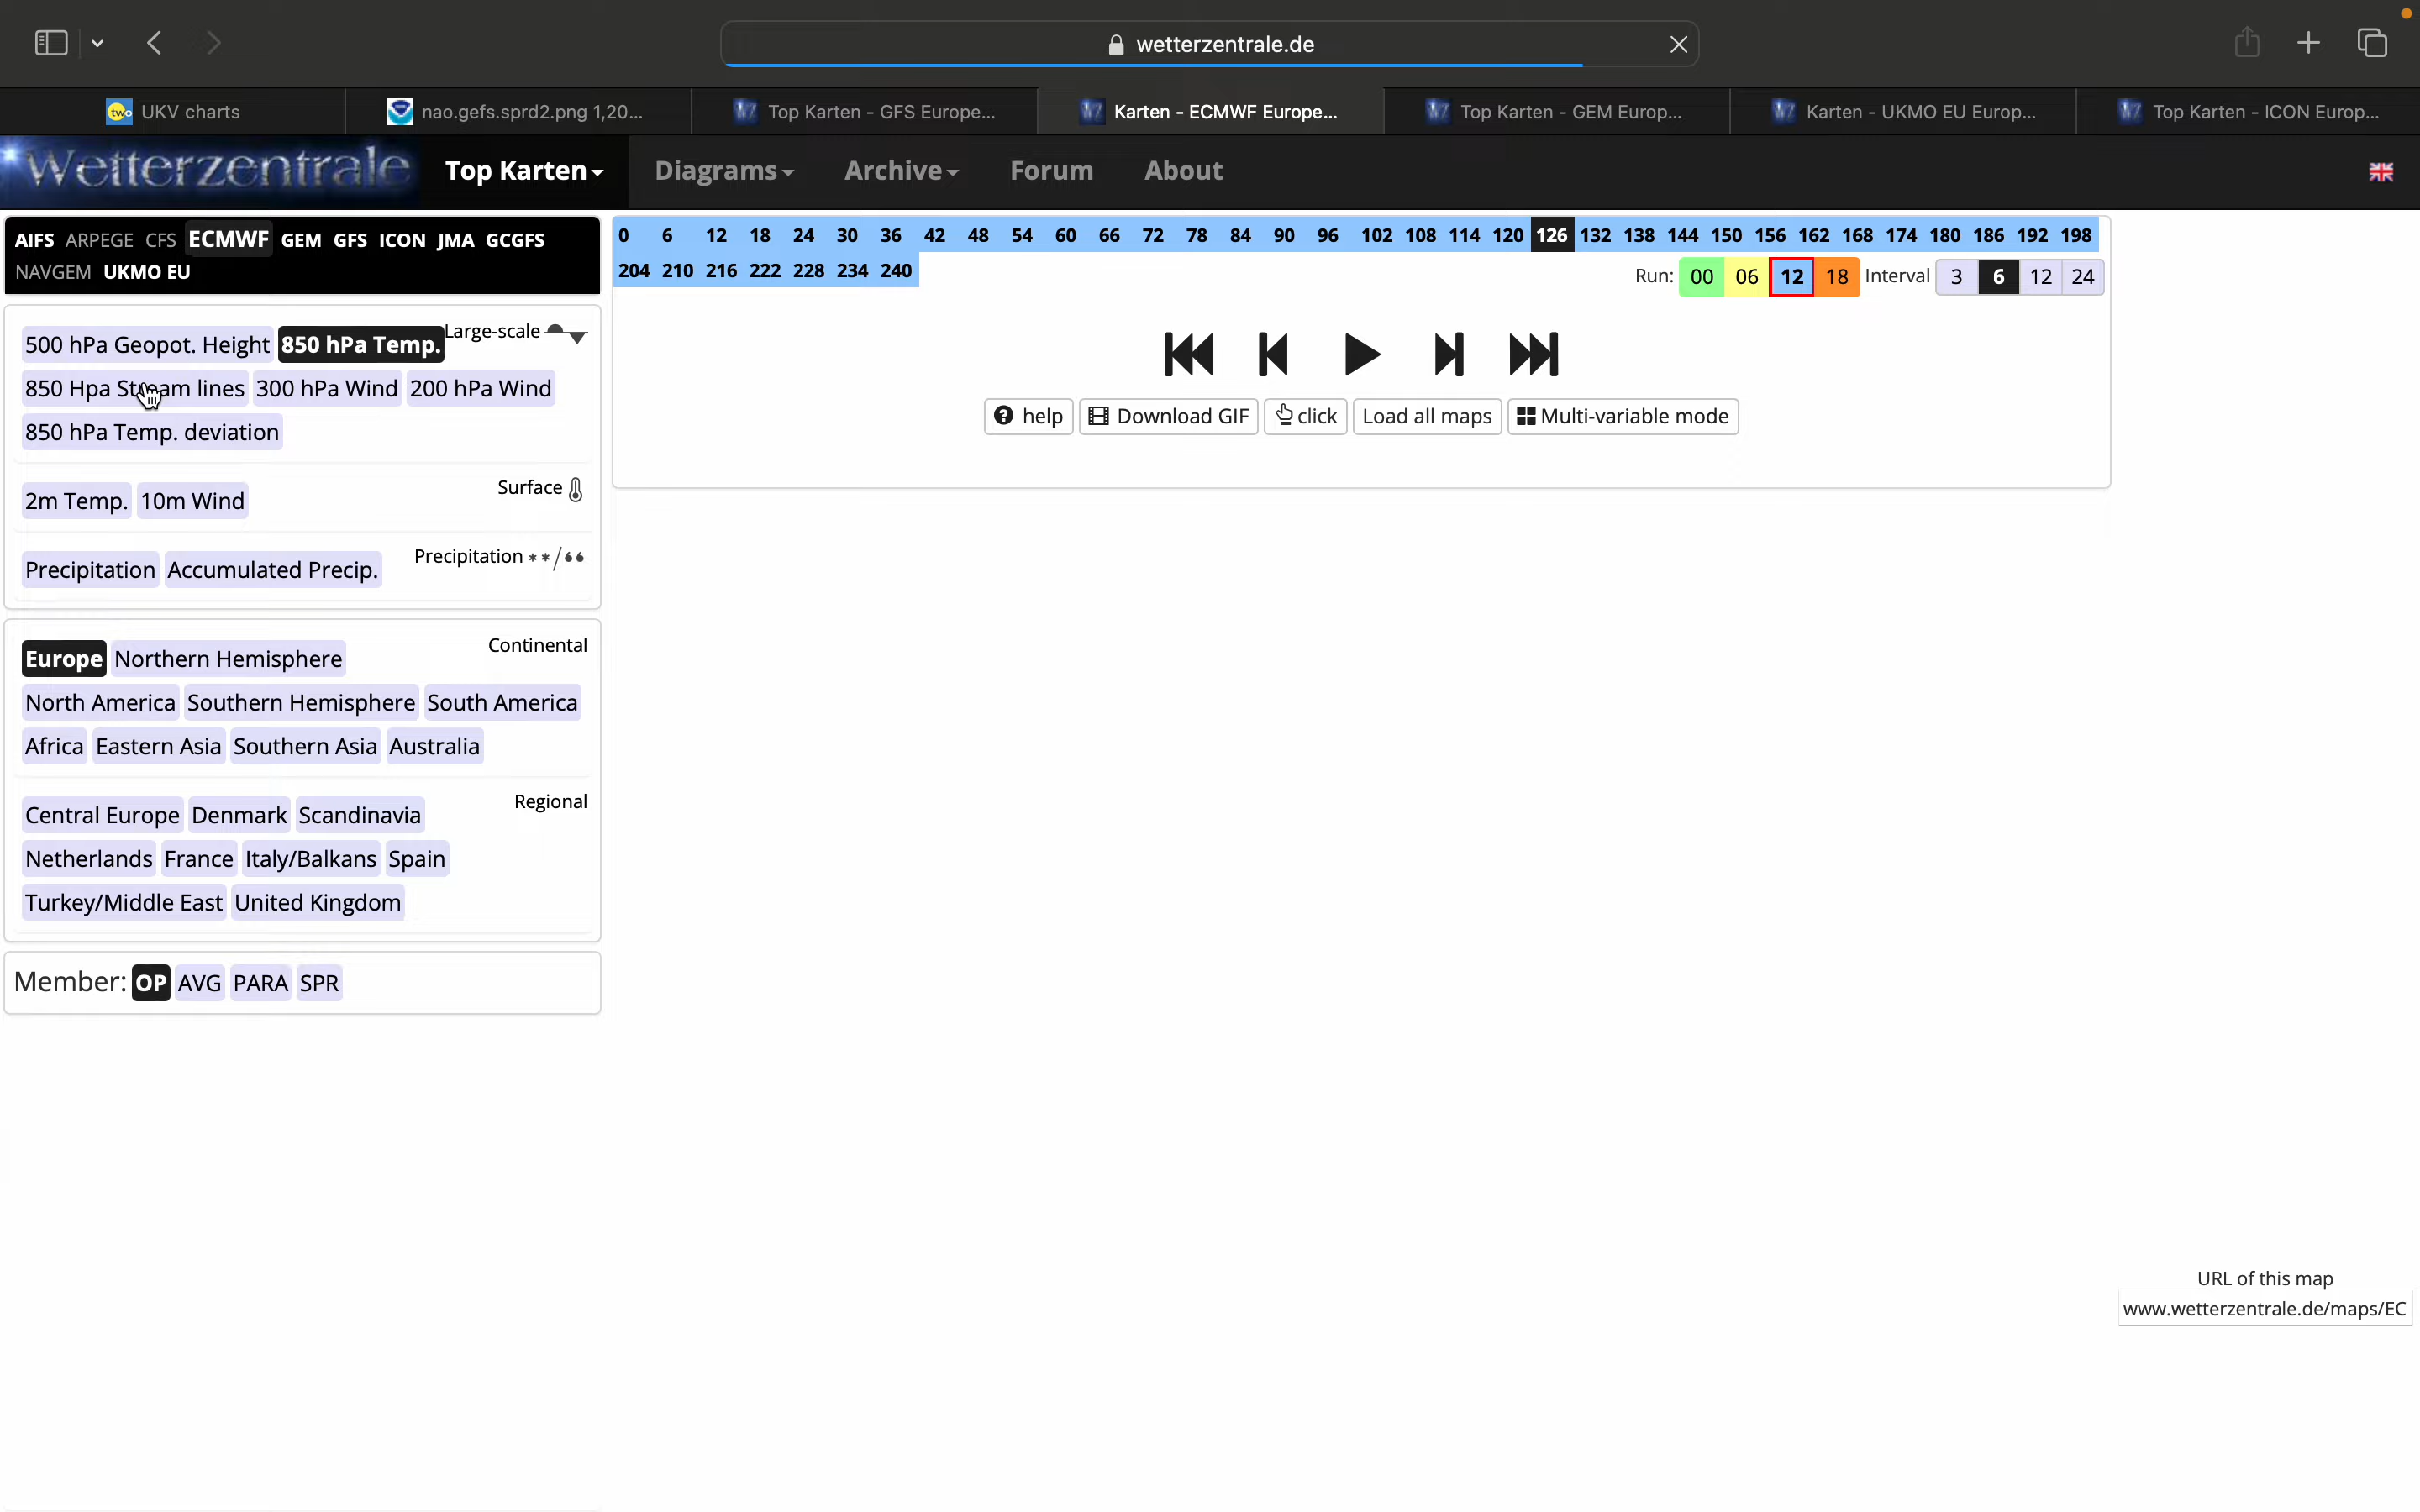 wetterzentrale.de
UKV charts
nao.gefs.sprd2.png 1,20...
Top Karten - GFS Europe...
Karten - ECMWF Europe...
Top Karten - GEM Europ...
Karten - UKMO EU Europ...
Top Karten - ICON Europ...
Wetterzentrale Top Karten Diagrams Archive Forum About
AIFS ARPEGE CFS ECMWF GEM GFS ICON JMA GCGFS
NAVGEM UKMO EU
Large-scale
500 hPa Geopot. Height 850 hPa Temp.
850 Hpa Stream lines 300 hPa Wind 200 hPa Wind
850 hPa Temp. deviation
Surface
2m Temp. 10m Wind
Precipitation
Precipitation Accumulated Precip.
Continental
Europe Northern Hemisphere
North America Southern Hemisphere South America
Africa Eastern Asia Southern Asia Australia
Regional
Central Europe Denmark Scandinavia
Netherlands France Italy/Balkans Spain
Turkey/Middle East United Kingdom
Member: OP AVG PARA SPR
0 6 12 18 24 30 36 42 48 54 60 66 72 78 84 90 96 102 108 114 120 126 132 138 144 150 156 162 168 174 180 186 192 198
204 210 216 222 228 234 240
Run: 00 06 12 18 Interval 3 6 12 24
help Download GIF click Load all maps Multi-variable mode
URL of this map
www.wetterzentrale.de/maps/EC